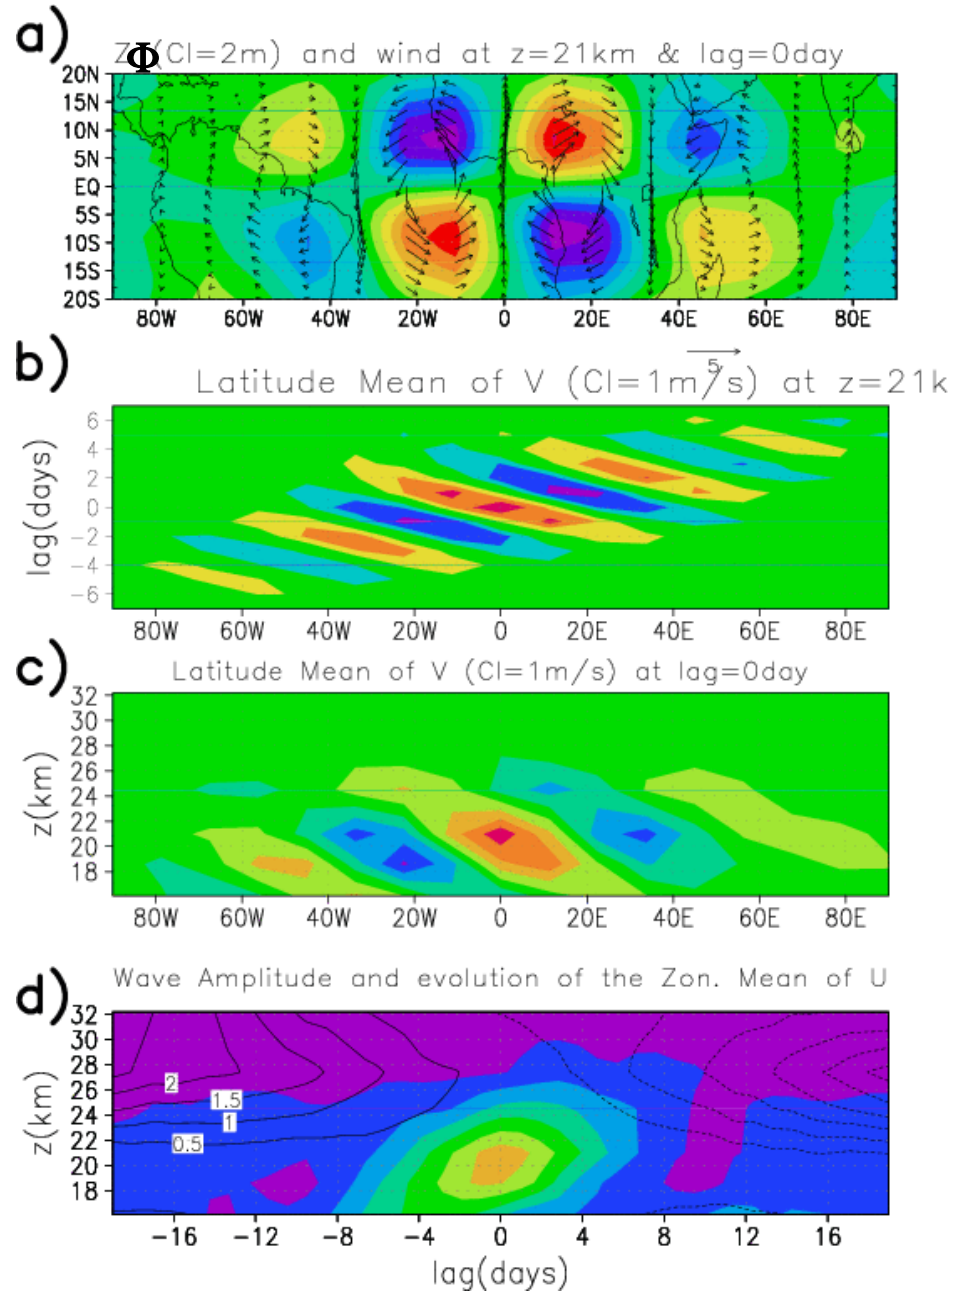 a)
ZΦ(CI=2m) and wind at z=21km & lag=0day
20N
15N
10N
5N
EQ
5S
10S
15S
20S
80W 60W 40W 20W 0 20E 40E 60E 80E
b)
5
Latitude Mean of V (CI=1m/s) at z=21k
lag(days)
6
4
2
0
−2
−4
−6
80W 60W 40W 20W 0 20E 40E 60E 80E
c)
Latitude Mean of V (CI=1m/s) at lag=0day
z(km)
32
30
28
26
24
22
20
18
80W 60W 40W 20W 0 20E 40E 60E 80E
d)
Wave Amplitude and evolution of the Zon. Mean of U
z(km)
32
30
28
26
24
22
20
18
2
1.5
1
0.5
−16 −12 −8 −4 0 4 8 12 16
lag(days)